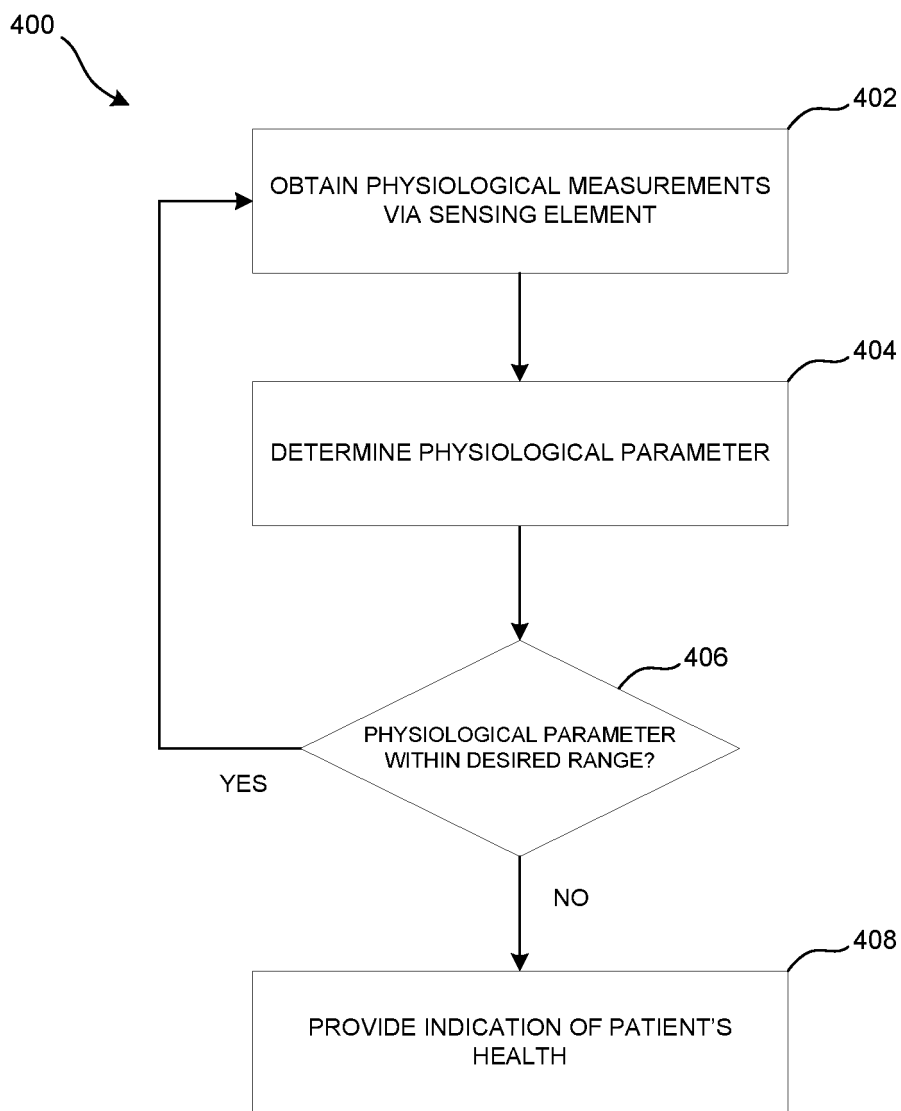 400
402
OBTAIN PHYSIOLOGICAL MEASUREMENTS
VIA SENSING ELEMENT
404
DETERMINE PHYSIOLOGICAL PARAMETER
406
PHYSIOLOGICAL PARAMETER
WITHIN DESIRED RANGE?
YES
NO
408
PROVIDE INDICATION OF PATIENT'S
HEALTH